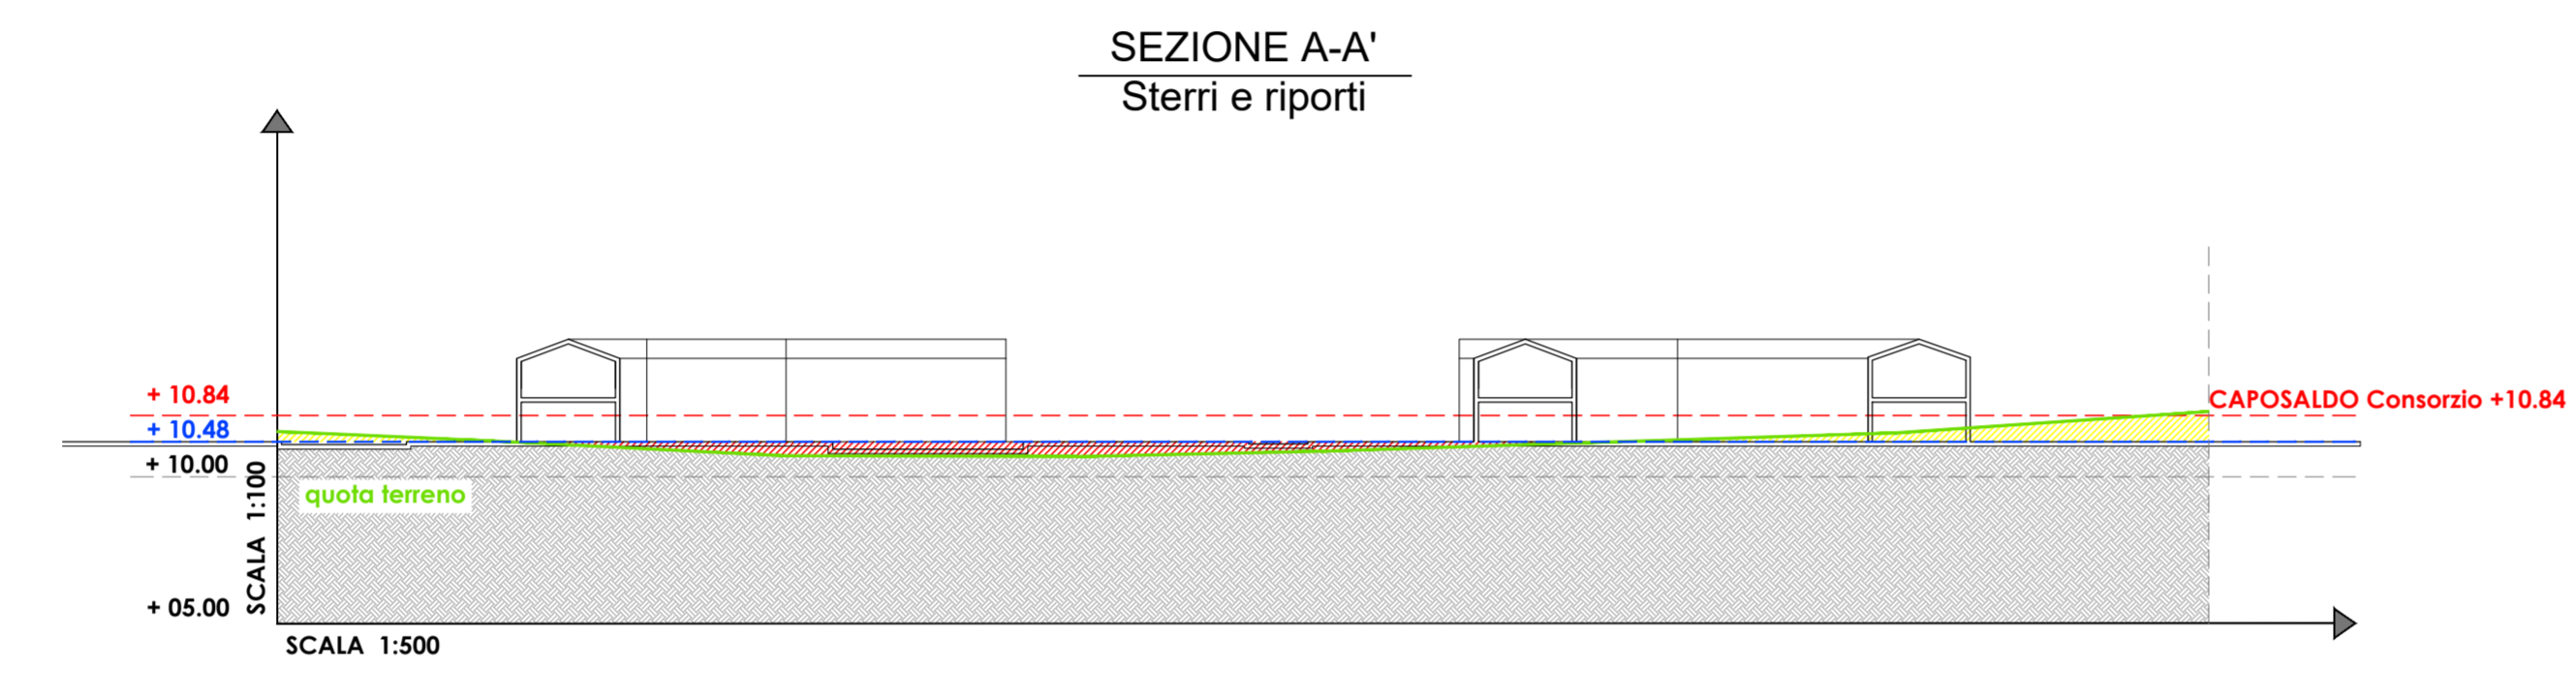 SEZIONE A-A'
Sterri e riporti
+ 10.84
CAPOSALDO Consorzio +10.84
+ 10.48
+ 10.00
quota terreno
SCALA 1:100
+ 05.00
SCALA 1:500